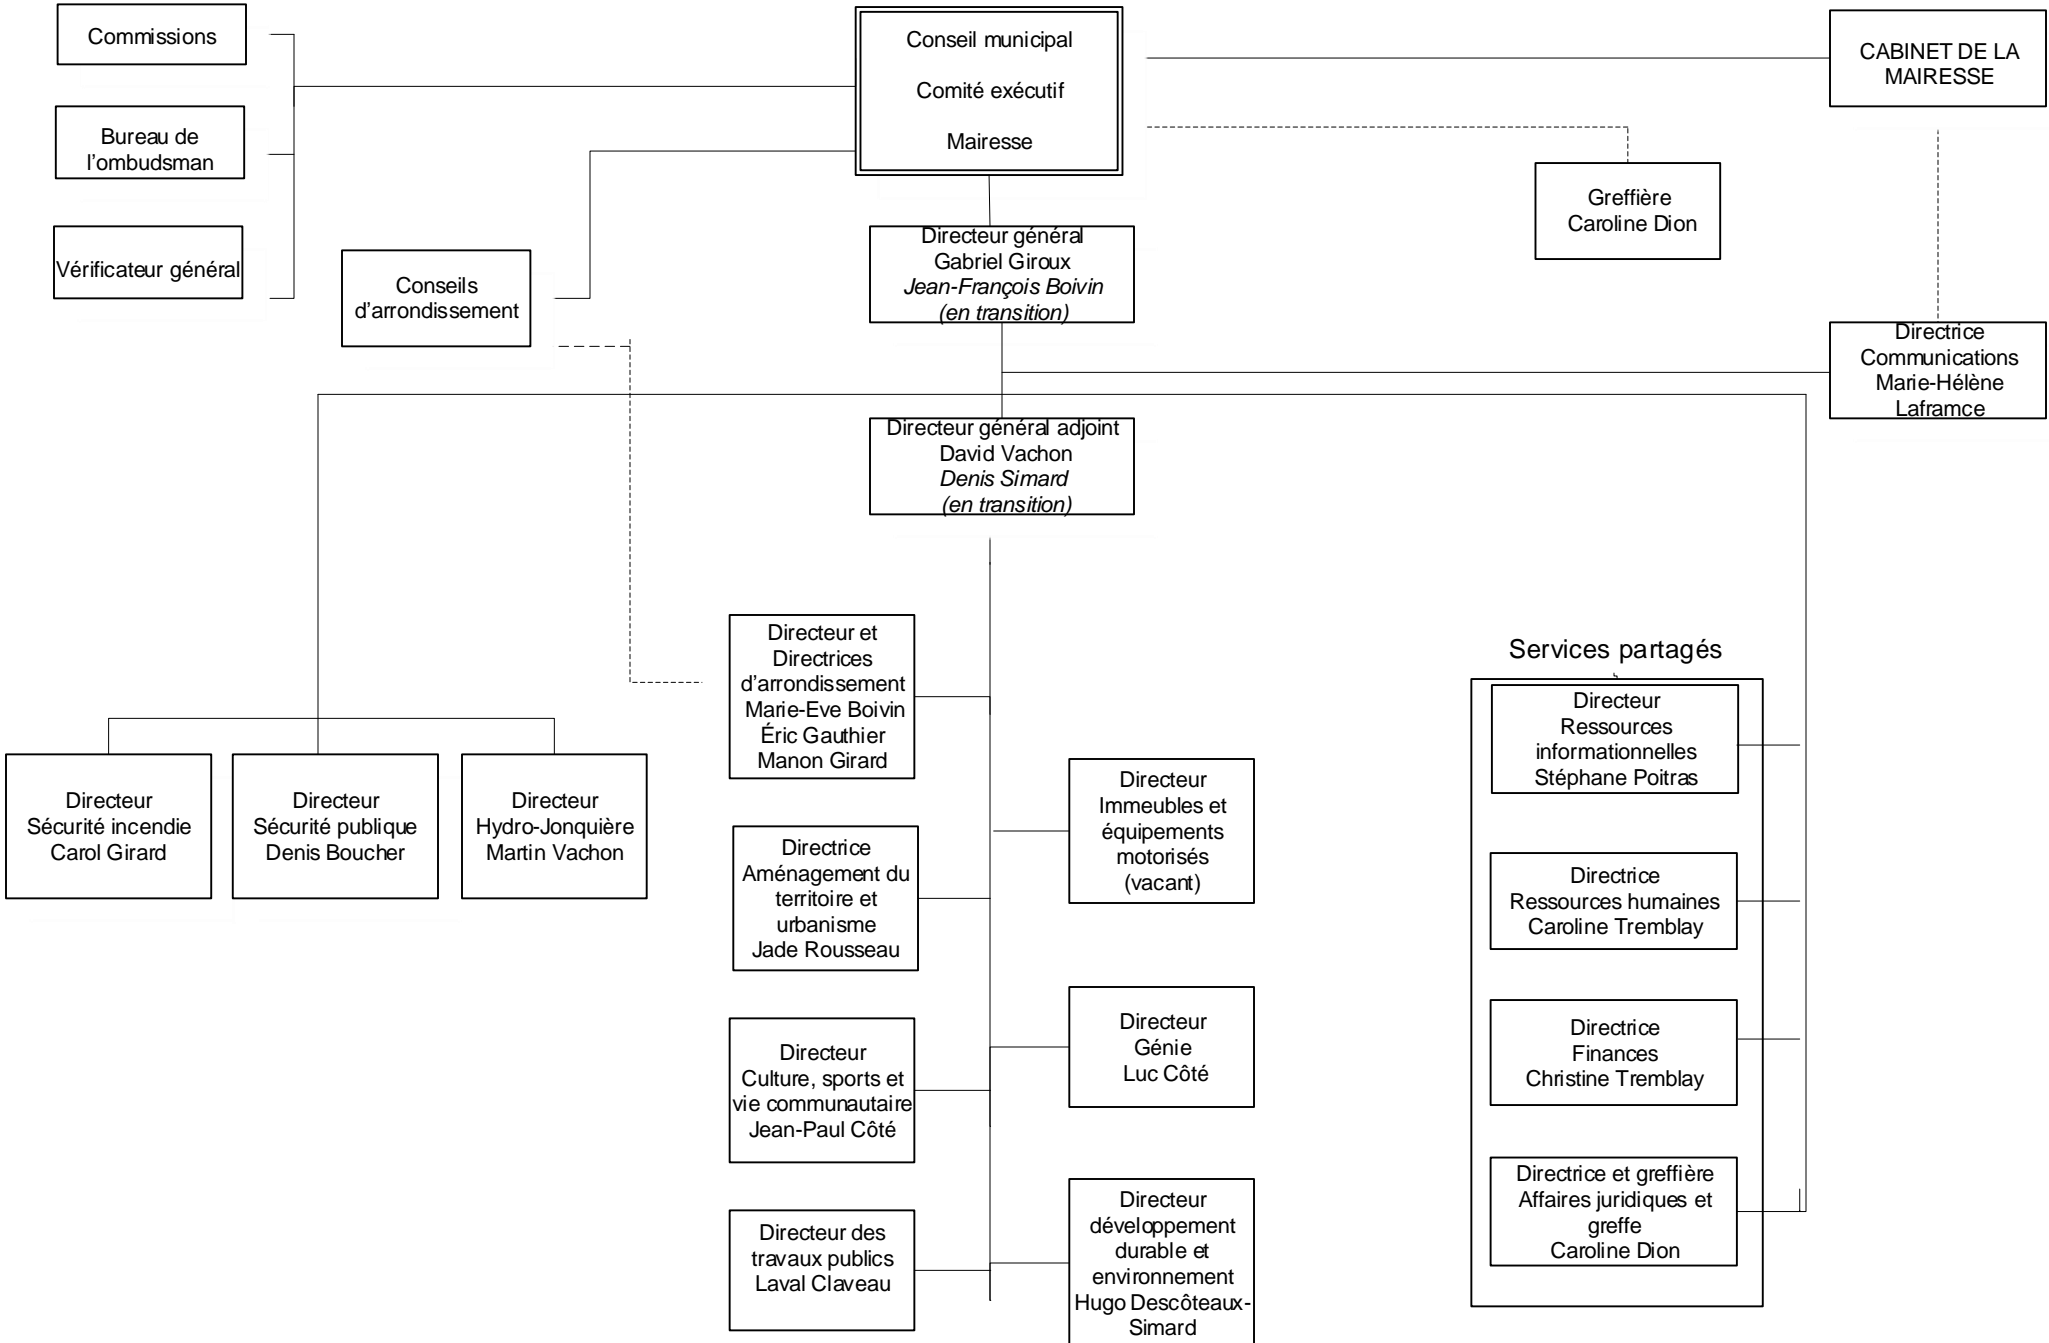 Commissions
Bureau de
l'ombudsman
Vérificateur général
Conseil municipal
Comité exécutif
Mairesse
CABINET DE LA
MAIRESSE
Greffière
Caroline Dion
Conseils
d'arrondissement
Directeur général
Gabriel Giroux
Jean-François Boivin
(en transition)
Directrice
Communications
Marie-Hélène
Laframce
Directeur général adjoint
David Vachon
Denis Simard
(en transition)
Directeur
Sécurité incendie
Carol Girard
Directeur
Sécurité publique
Denis Boucher
Directeur
Hydro-Jonquière
Martin Vachon
Directeur et
Directrices
d'arrondissement
Marie-Eve Boivin
Éric Gauthier
Manon Girard
Directrice
Aménagement du
territoire et
urbanisme
Jade Rousseau
Directeur
Culture, sports et
vie communautaire
Jean-Paul Côté
Directeur des
travaux publics
Laval Claveau
Directeur
Immeubles et
équipements
motorisés
(vacant)
Directeur
Génie
Luc Côté
Directeur
développement
durable et
environnement
Hugo Descôteaux-
Simard
Services partagés
Directeur
Ressources
informationnelles
Stéphane Poitras
Directrice
Ressources humaines
Caroline Tremblay
Directrice
Finances
Christine Tremblay
Directrice et greffière
Affaires juridiques et
greffe
Caroline Dion